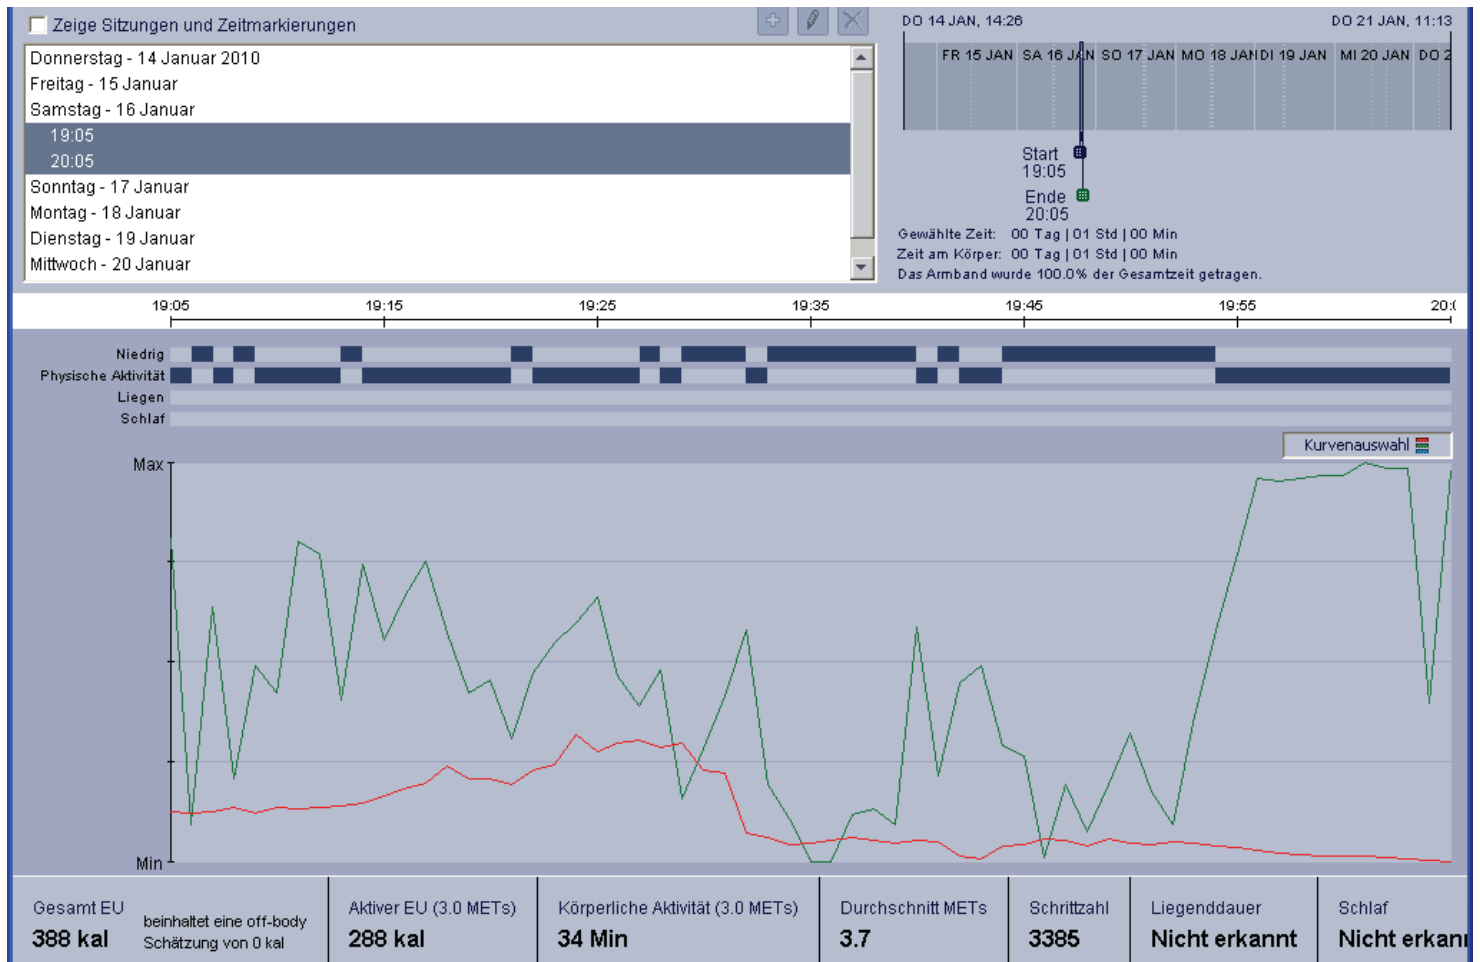 Zeige Sitzungen und Zeitmarkierungen
Donnerstag - 14 Januar 2010
Freitag - 15 Januar
Samstag - 16 Januar
19:05
20:05
Sonntag - 17 Januar
Montag - 18 Januar
Dienstag - 19 Januar
Mittwoch - 20 Januar
DO 14 JAN, 14:26
DO 21 JAN, 11:13
FR 15 JAN SA 16 JAN SO 17 JAN MO 18 JAN DI 19 JAN MI 20 JAN DO 2
Start
19:05
Ende
20:05
Gewählte Zeit: 00 Tag | 01 Std | 00 Min
Zeit am Körper: 00 Tag | 01 Std | 00 Min
Das Armband wurde 100.0% der Gesamtzeit getragen.
19:05 19:15 19:25 19:35 19:45 19:55 20:0
Niedrig
Physische Aktivität
Liegen
Schlaf
Kurvenauswahl
Max
Min
Gesamt EU
388 kal
beinhaltet eine off-body
Schätzung von 0 kal
Aktiver EU (3.0 METs)
288 kal
Körperliche Aktivität (3.0 METs)
34 Min
Durchschnitt METs
3.7
Schrittzahl
3385
Liegenddauer
Nicht erkannt
Schlaf
Nicht erkann